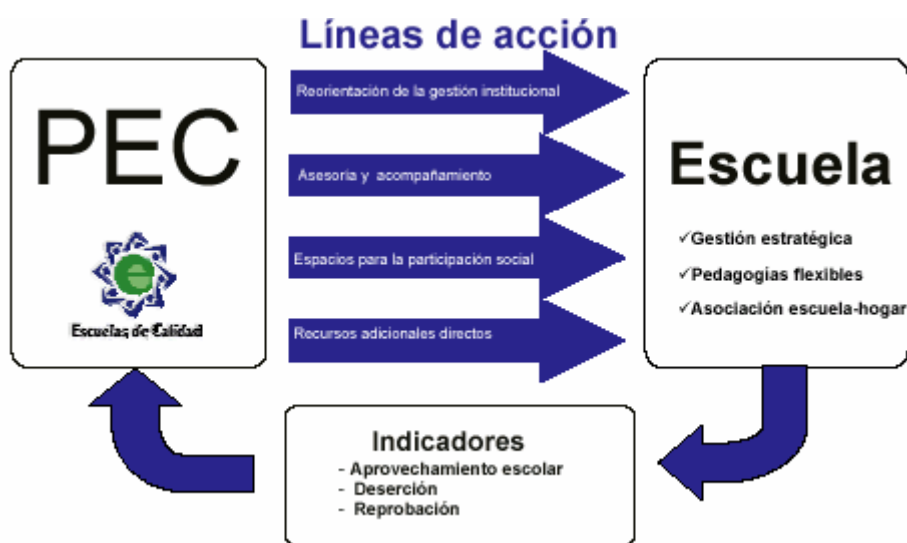 Líneas de acción
PEC
Escuelas de Calidad
Reorientación de la gestión institucional
Asesoría y acompañamiento
Espacios para la participación social
Recursos adicionales directos
Escuela
✓Gestión estratégica
✓Pedagogías flexibles
✓Asociación escuela-hogar
Indicadores
- Aprovechamiento escolar
- Deserción
- Reprobación